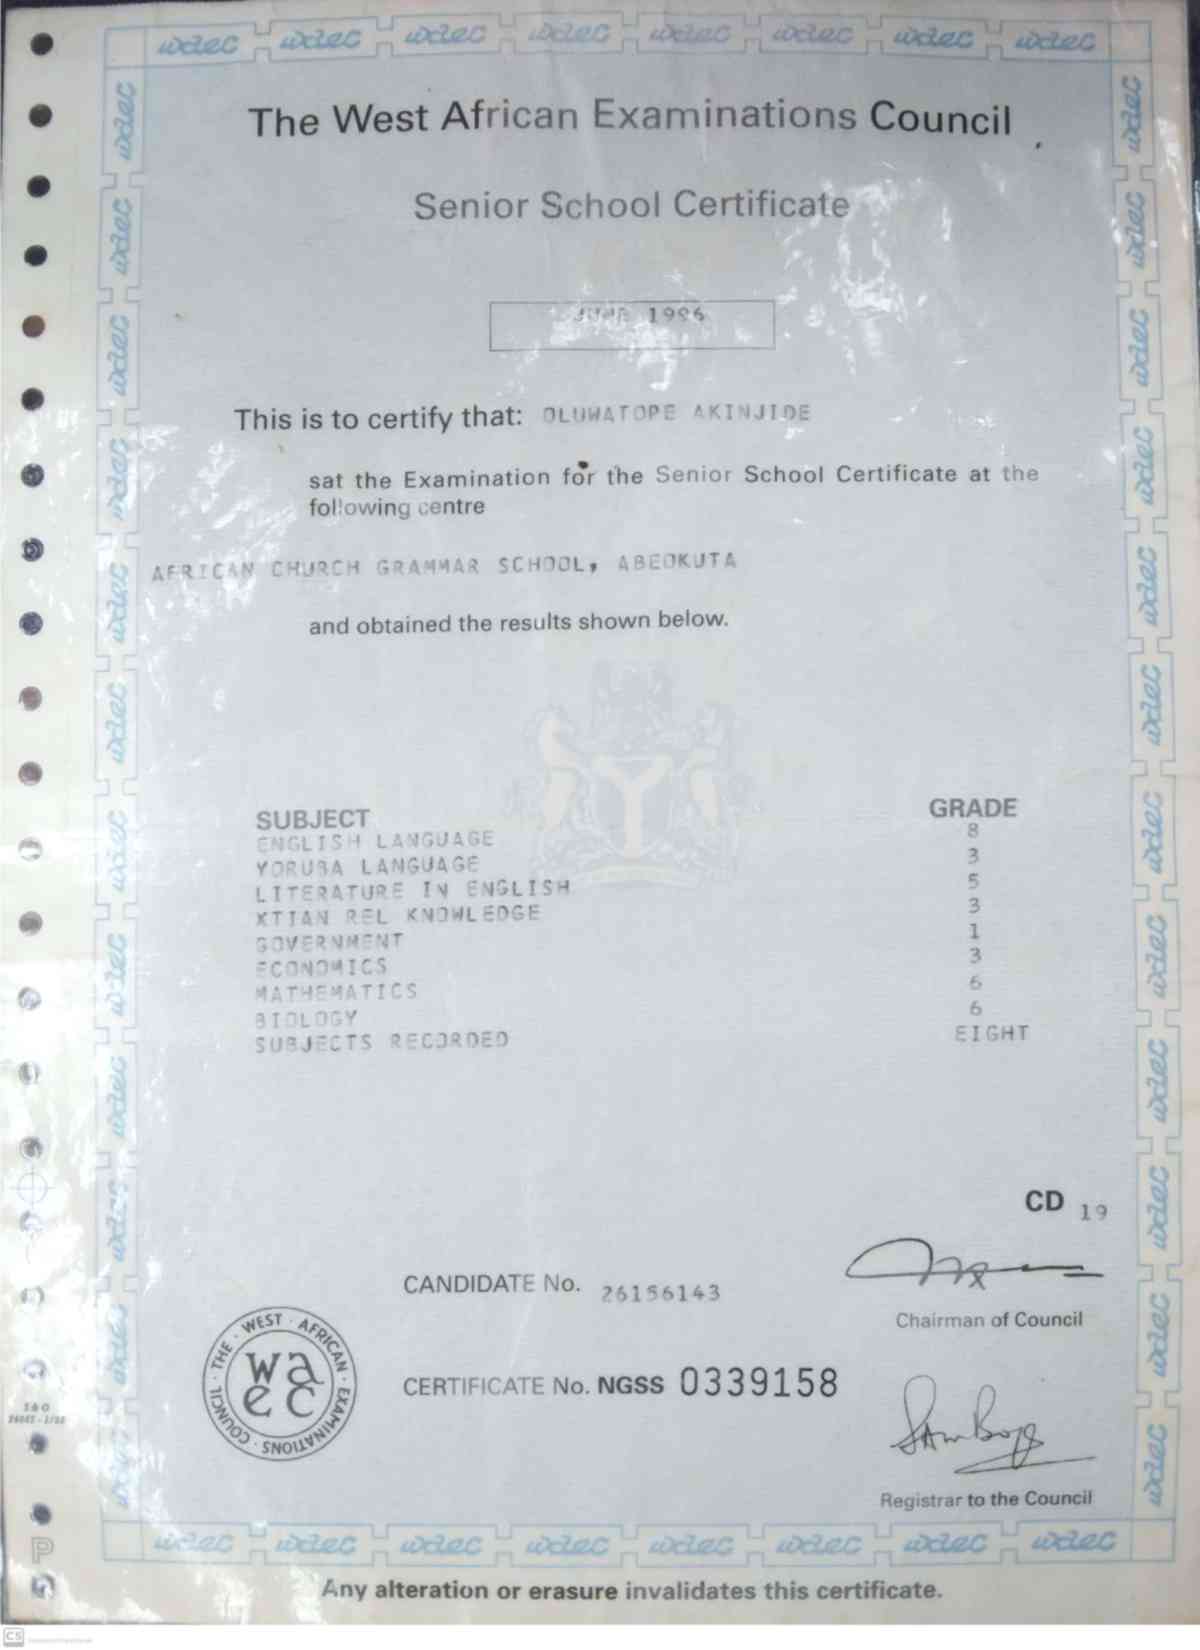 waec waec waec waec waec waec waec waec
The West African Examinations Council
Senior School Certificate
JUNE 1996
This is to certify that: OLUWATOPE AKINJIDE
sat the Examination for the Senior School Certificate at the
following centre
AFRICAN CHURCH GRAMMAR SCHOOL, ABEOKUTA
and obtained the results shown below.
SUBJECT GRADE
ENGLISH LANGUAGE 8
YORUBA LANGUAGE 3
LITERATURE IN ENGLISH 5
XTIAN REL KNOWLEDGE 3
GOVERNMENT 1
ECONOMICS 3
MATHEMATICS 6
BIOLOGY 6
SUBJECTS RECORDED EIGHT
CD 19
CANDIDATE No. 26156143
Chairman of Council
THE · WEST · AFRICAN · EXAMINATIONS · COUNCIL ·
wa
ec
CERTIFICATE No. NGSS 0339158
Registrar to the Council
P
waec waec waec waec waec waec waec waec
Any alteration or erasure invalidates this certificate.
CS